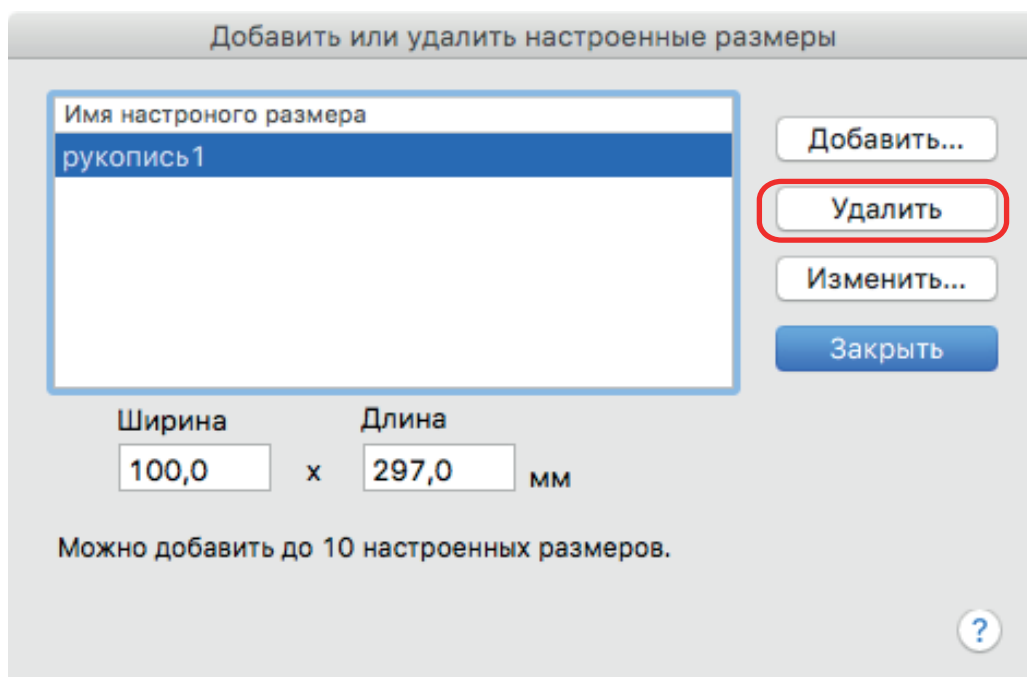 Добавить или удалить настроенные размеры
Имя настроного размера
рукопись1
Добавить...
Удалить
Изменить...
Закрыть
Ширина
Длина
100,0 x 297,0 мм
Можно добавить до 10 настроенных размеров.
?